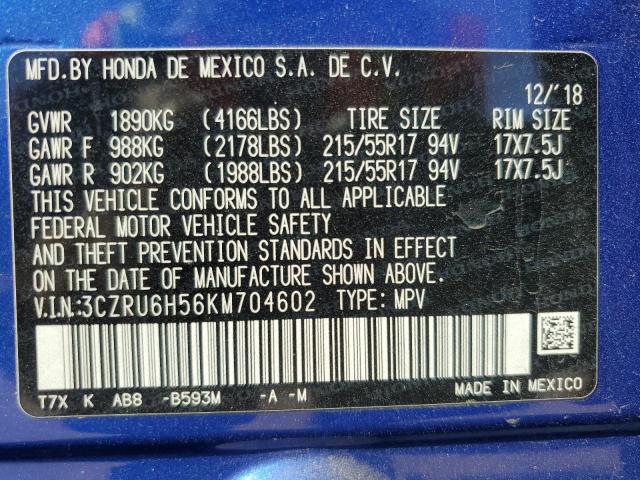 MFD.BY HONDA DE MEXICO S.A. DE C.V.
12/'18
GVWR 1890KG (4166LBS) TIRE SIZE RIM SIZE
GAWR F 988KG (2178LBS) 215/55R17 94V 17X7.5J
GAWR R 902KG (1988LBS) 215/55R17 94V 17X7.5J
THIS VEHICLE CONFORMS TO ALL APPLICABLE
FEDERAL MOTOR VEHICLE SAFETY
AND THEFT PREVENTION STANDARDS IN EFFECT
ON THE DATE OF MANUFACTURE SHOWN ABOVE.
V.I.N:3CZRU6H56KM704602 TYPE: MPV
T7X K AB8 -B593M -A -M MADE IN MEXICO